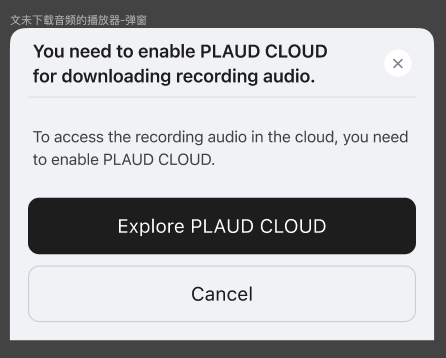 文未下载音频的播放器-弹窗
You need to enable PLAUD CLOUD
for downloading recording audio.
To access the recording audio in the cloud, you need
to enable PLAUD CLOUD.
Explore PLAUD CLOUD
Cancel